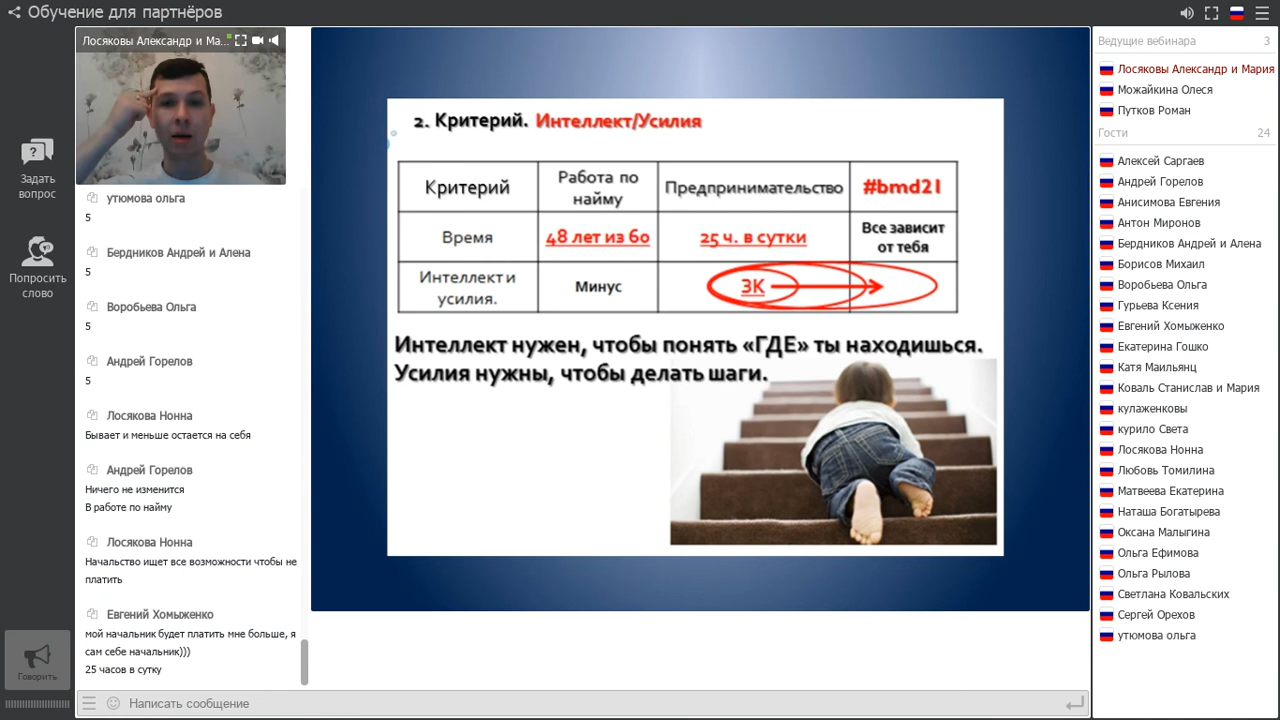 Обучение для партнёров
Задать
вопрос
Попросить
слово
Говорить
Лосяковы Александр и Ма...
утюмова ольга
5
Бердников Андрей и Алена
5
Воробьева Ольга
5
Андрей Горелов
5
Лосякова Нонна
Бывает и меньше остается на себя
Андрей Горелов
Ничего не изменится
В работе по найму
Лосякова Нонна
Начальство ищет все возможности чтобы не
платить
Евгений Хомыженко
мой начальник будет платить мне больше, я
сам себе начальник)))
25 часов в сутку
Написать сообщение
2. Критерий. Интеллект/Усилия
Критерий
Работа по
найму
Предпринимательство
#bmd21
Время
48 лет из 60
25 ч. в сутки
Все зависит
от тебя
Интеллект и
усилия.
Минус
3К
Интеллект нужен, чтобы понять «ГДЕ» ты находишься.
Усилия нужны, чтобы делать шаги.
Ведущие вебинара 3
Лосяковы Александр и Мария
Можайкина Олеся
Путков Роман
Гости 24
Алексей Саргаев
Андрей Горелов
Анисимова Евгения
Антон Миронов
Бердников Андрей и Алена
Борисов Михаил
Воробьева Ольга
Гурьева Ксения
Евгений Хомыженко
Екатерина Гошко
Катя Маильянц
Коваль Станислав и Мария
кулаженковы
курило Света
Лосякова Нонна
Любовь Томилина
Матвеева Екатерина
Наташа Богатырева
Оксана Малыгина
Ольга Ефимова
Ольга Рылова
Светлана Ковальских
Сергей Орехов
утюмова ольга